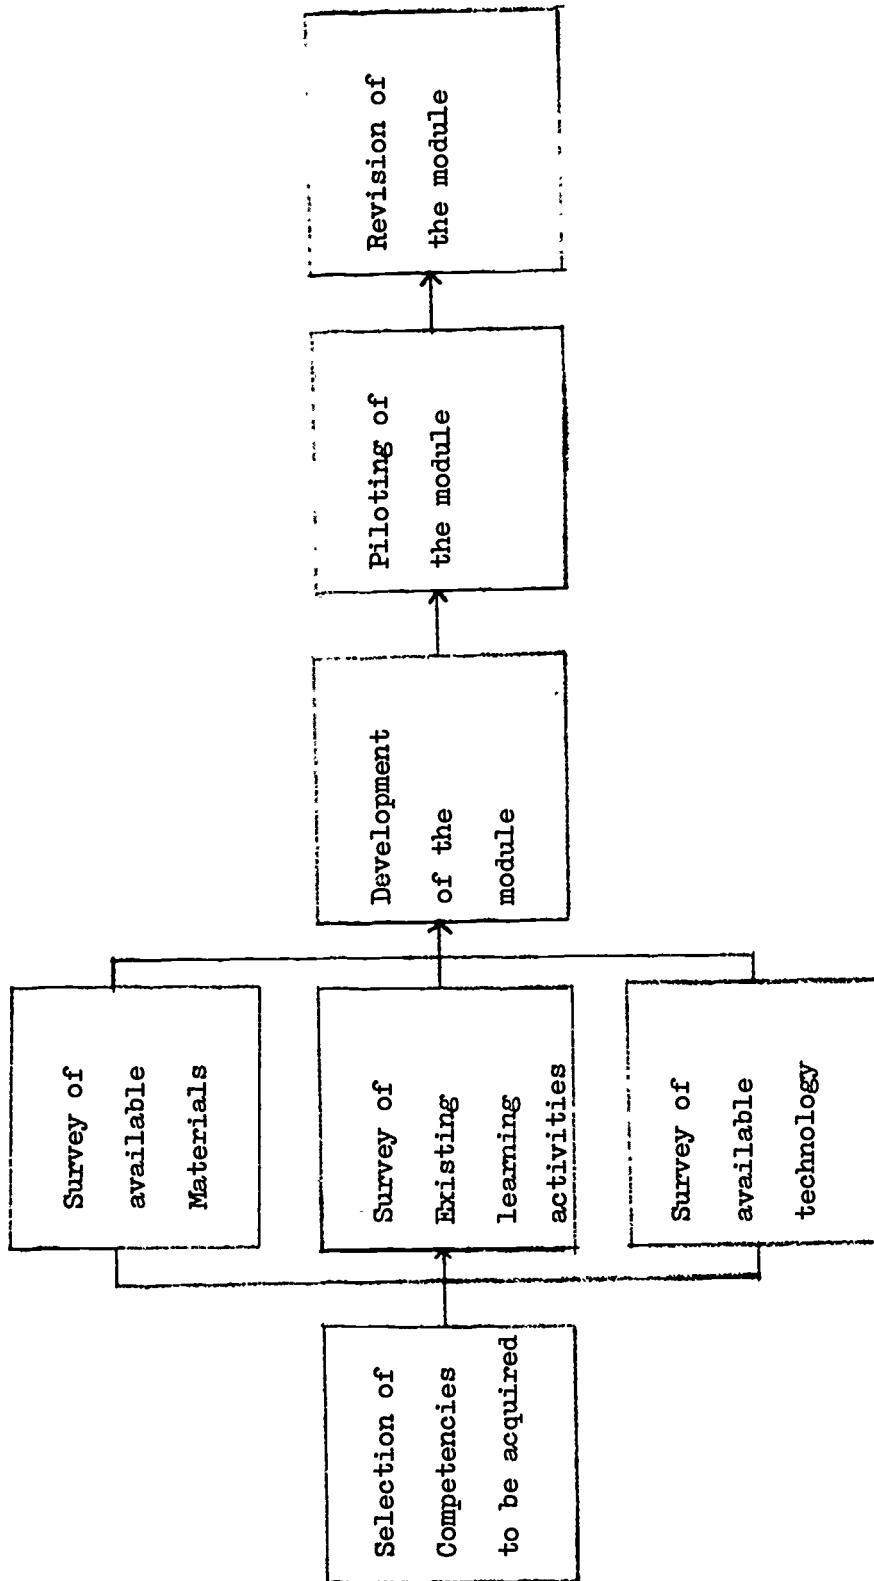 Selection of
Competencies
to be acquired
Survey of
available
Materials
Survey of
Existing
learning
activities
Survey of
available
technology
Development
of the
module
Piloting of
the module
Revision of
the module